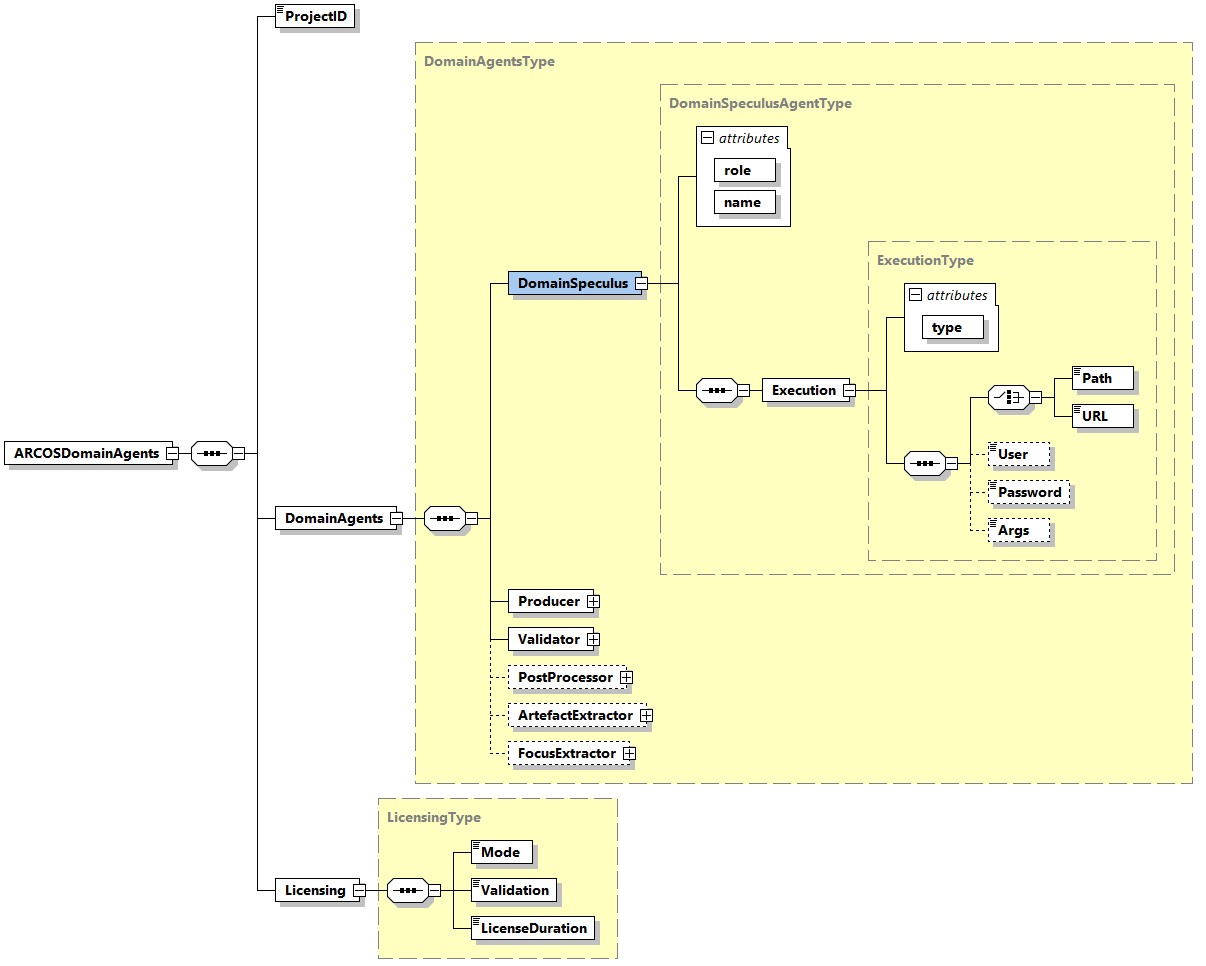 ProjectID
DomainAgentsType
DomainSpeculusAgentType
attributes
role
name
ExecutionType
DomainSpeculus
attributes
type
Path
Execution
URL
ARCOSDomainAgents
User
Password
DomainAgents
Args
Producer
Validator
PostProcessor
ArtefactExtractor
FocusExtractor
LicensingType
Mode
Licensing
Validation
LicenseDuration